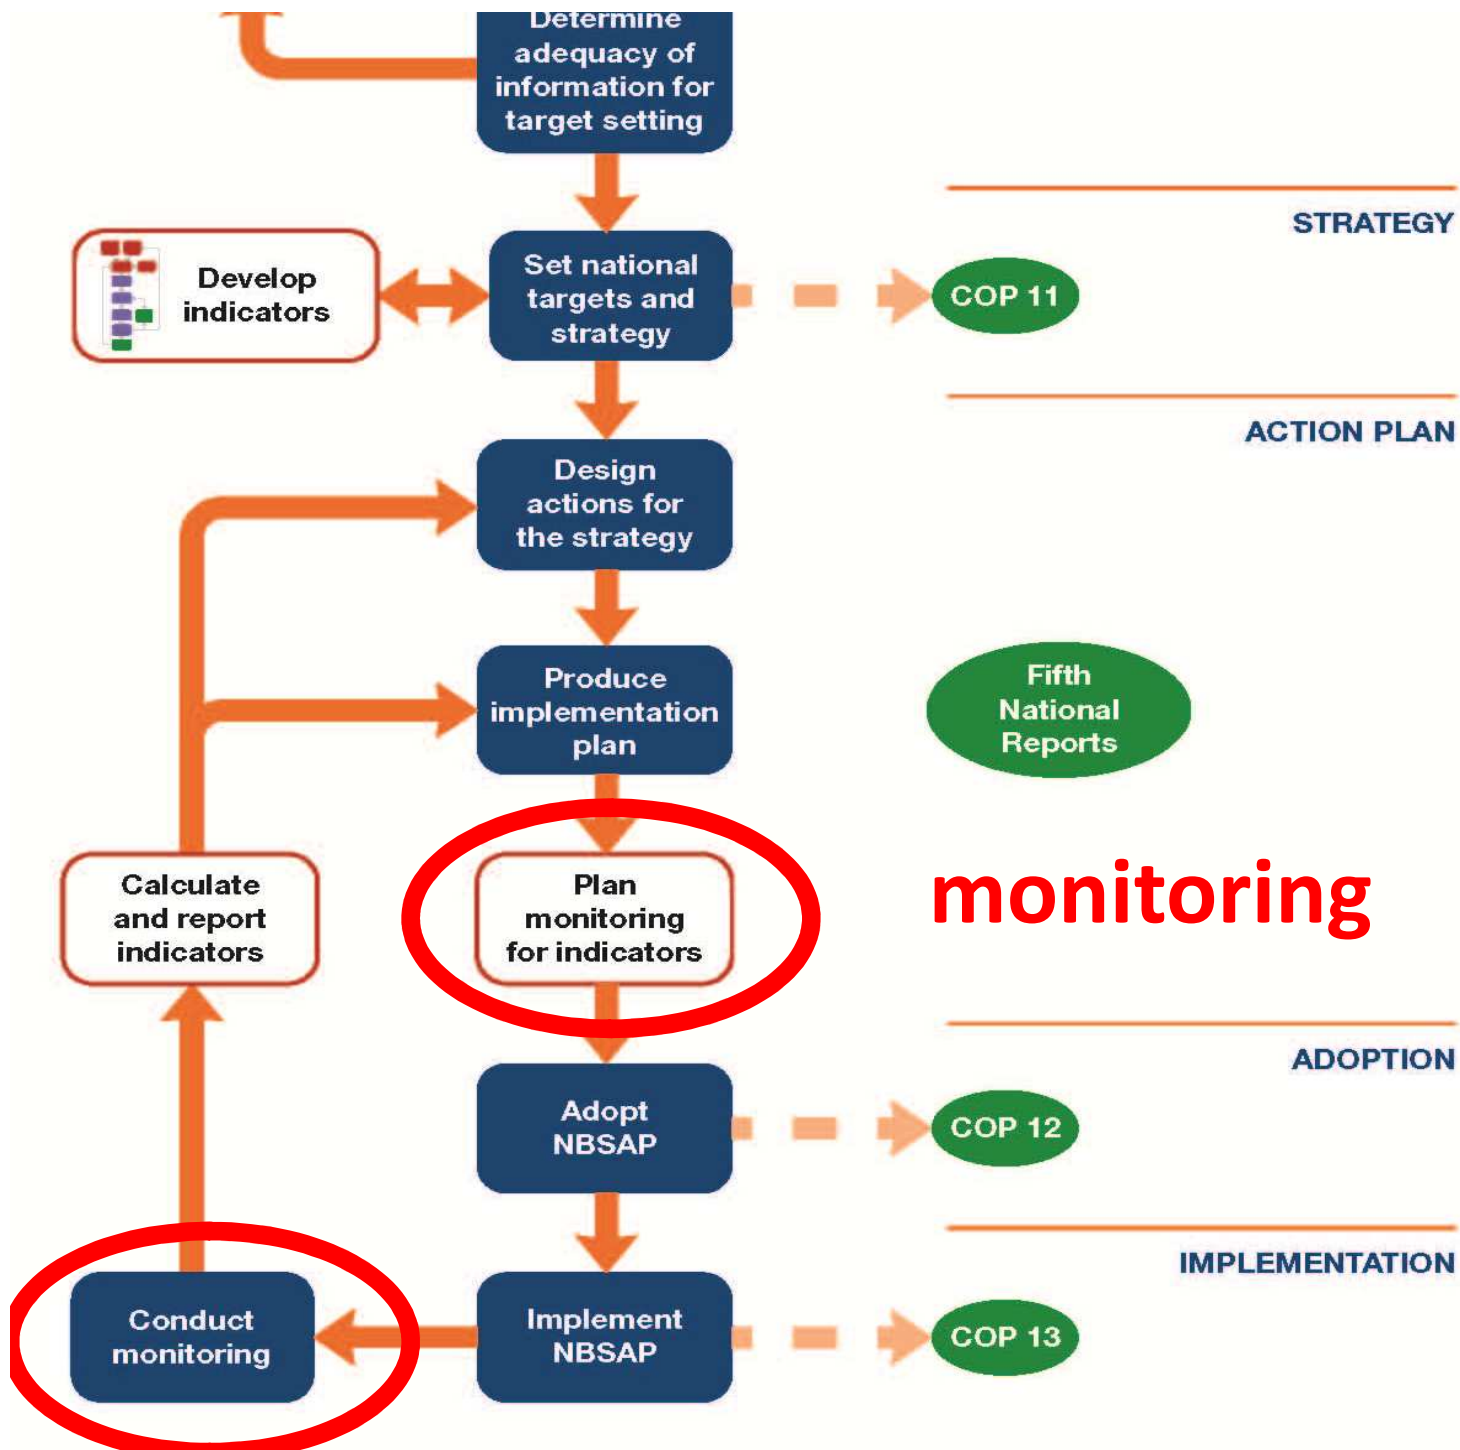 Determine
adequacy of
information for
target setting
STRATEGY
Develop
indicators
Set national
targets and
strategy
COP 11
ACTION PLAN
Design
actions for
the strategy
Produce
implementation
plan
Fifth
National
Reports
Calculate
and report
indicators
Plan
monitoring
for indicators
monitoring
ADOPTION
Adopt
NBSAP
COP 12
IMPLEMENTATION
Conduct
monitoring
Implement
NBSAP
COP 13